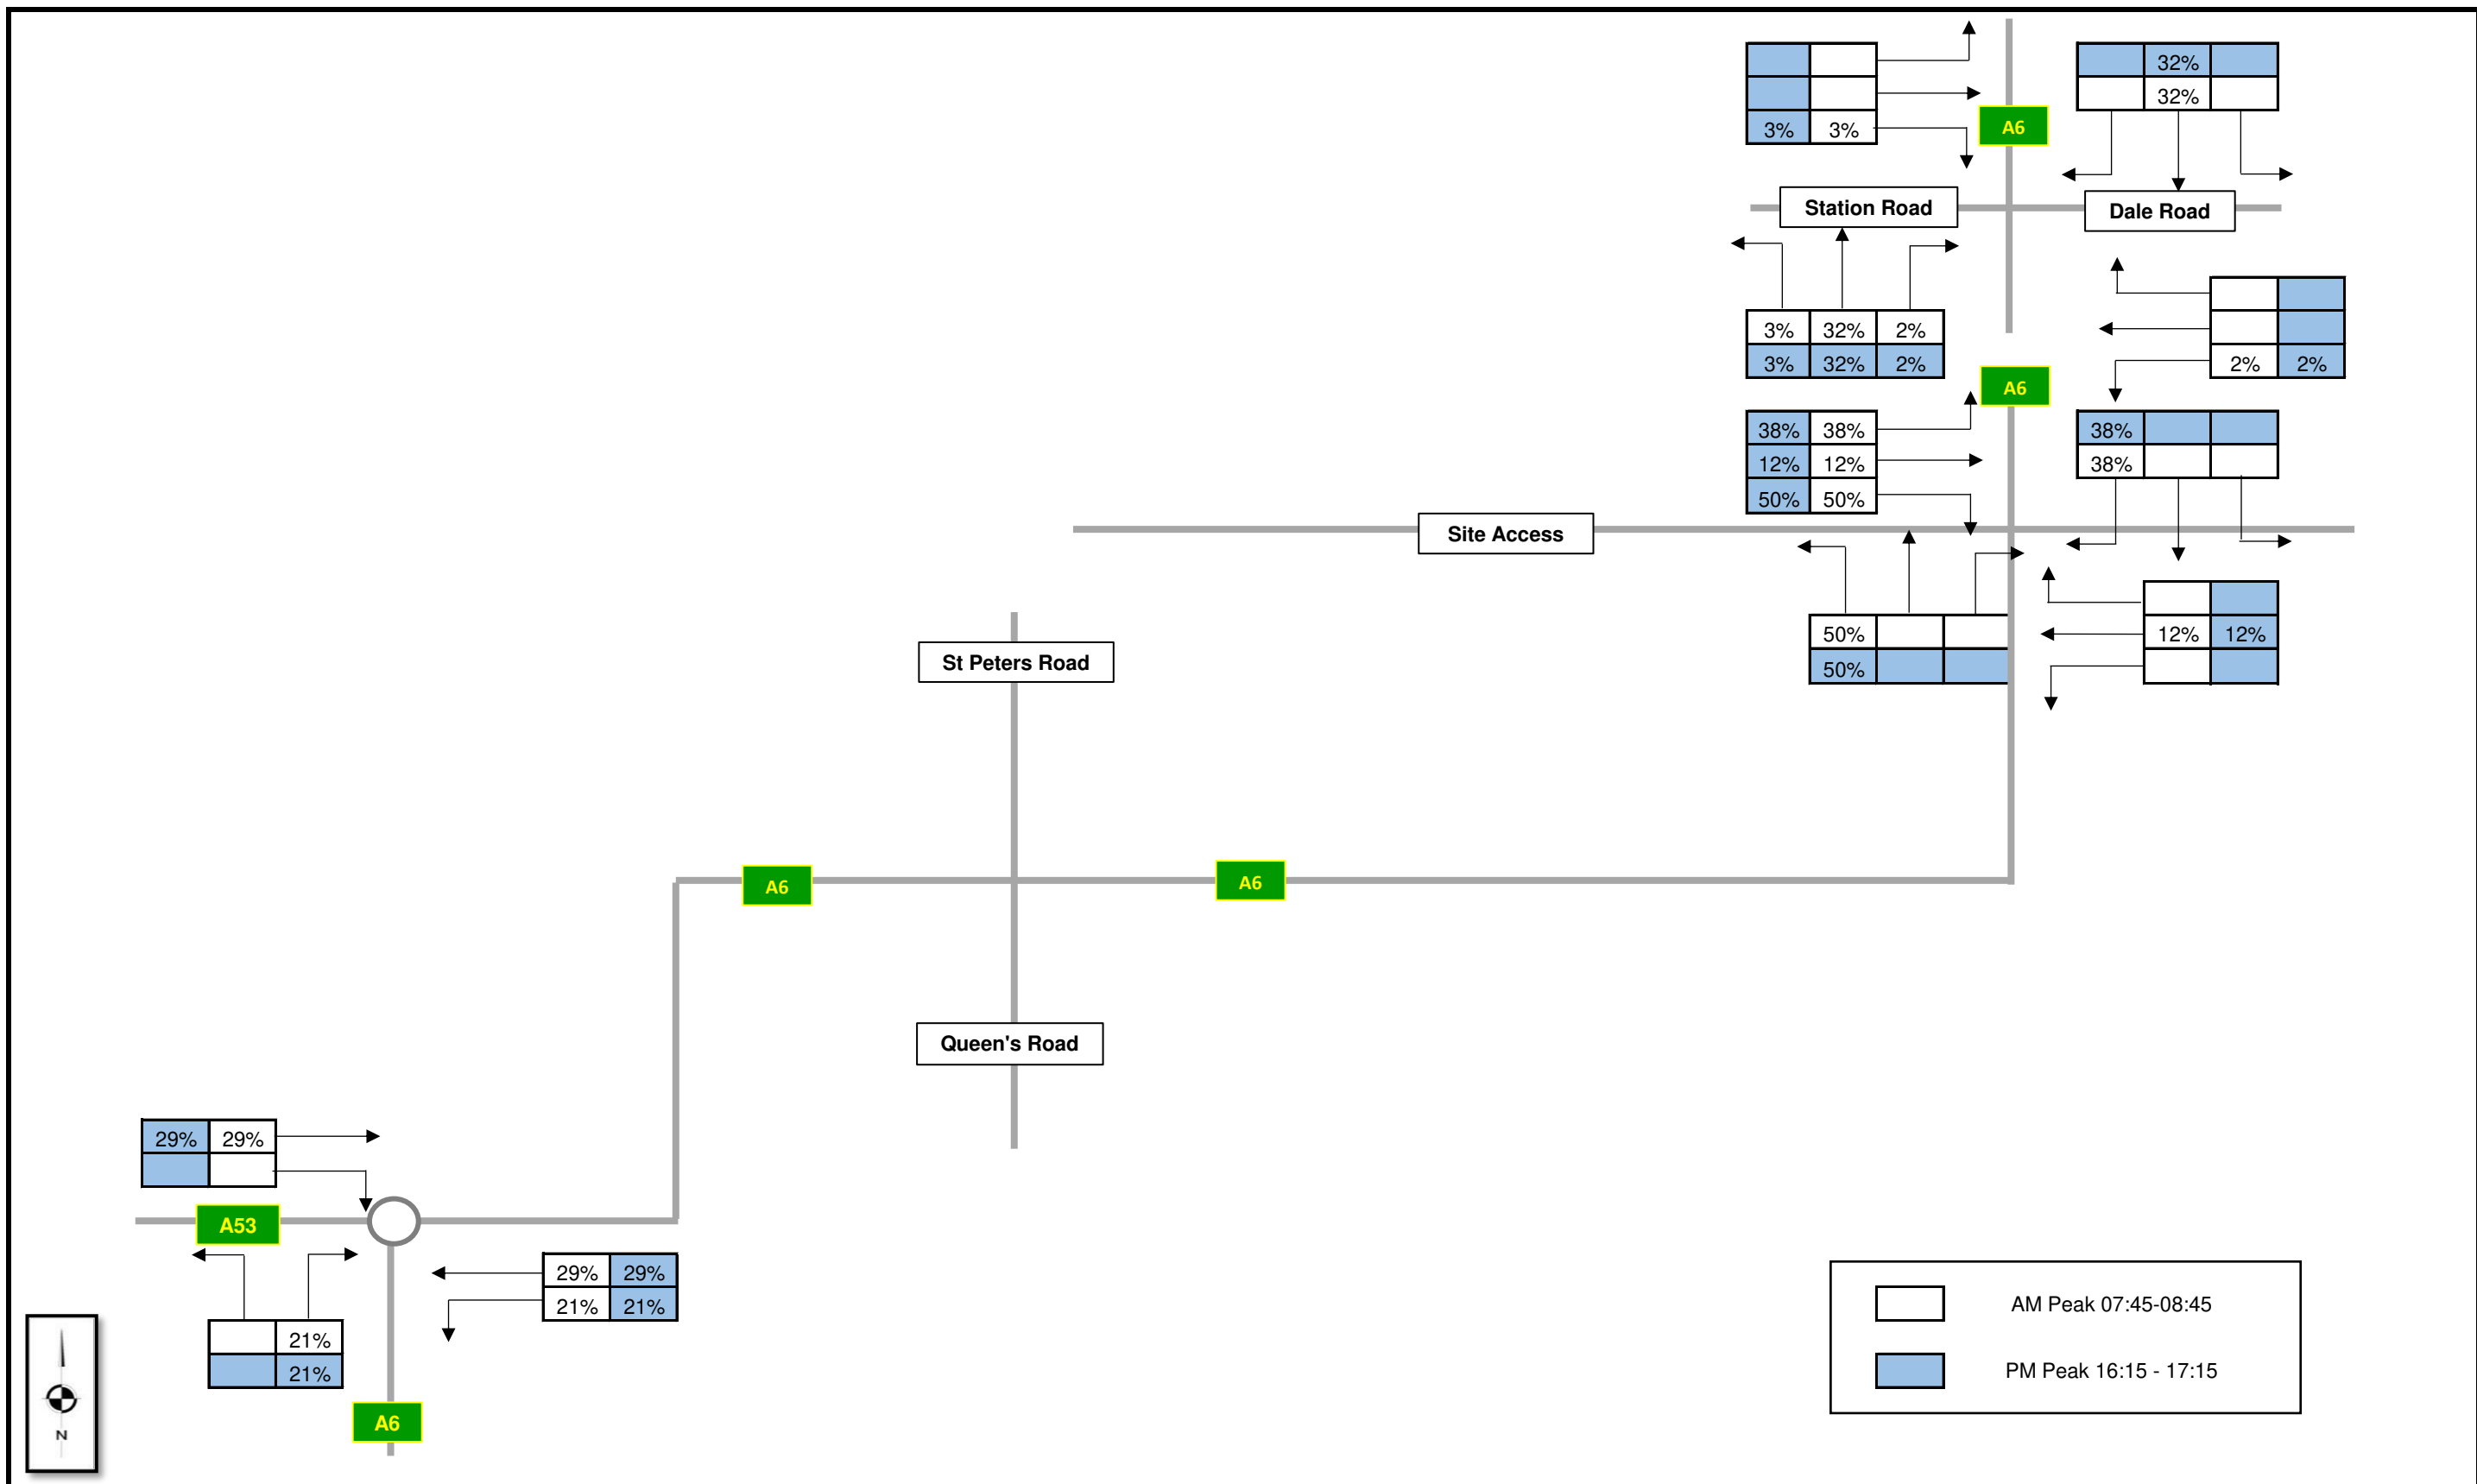 32%
32%
3% 3%
A6
Station Road
Dale Road
3% 32% 2%
3% 32% 2%
2% 2%
A6
38% 38%
12% 12%
50% 50%
38%
38%
Site Access
50%
50%
12% 12%
St Peters Road
A6
A6
Queen's Road
29% 29%
A53
29% 29%
21% 21%
21%
21%
A6
N
AM Peak 07:45-08:45
PM Peak 16:15 - 17:15